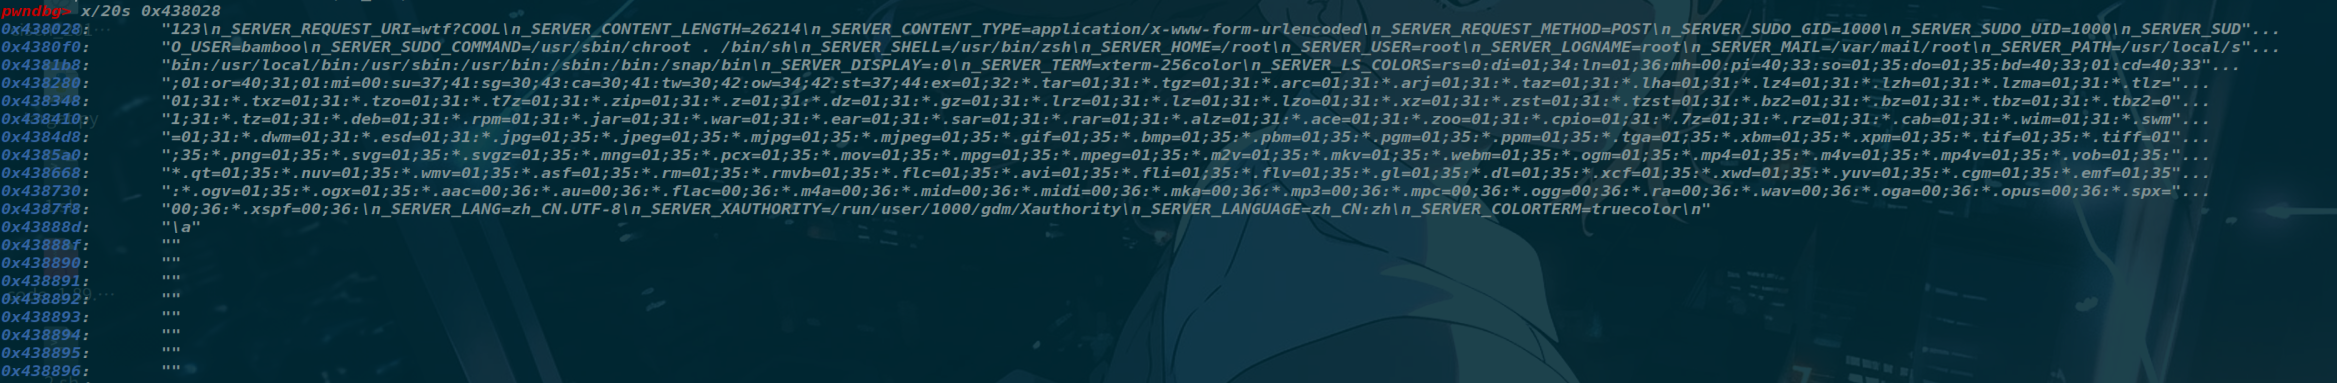 pwndbg> x/20s 0x438028
0x438028: "123\n_SERVER_REQUEST_URI=wtf?COOL\n_SERVER_CONTENT_LENGTH=26214\n_SERVER_CONTENT_TYPE=application/x-www-form-urlencoded\n_SERVER_REQUEST_METHOD=POST\n_SERVER_SUDO_GID=1000\n_SERVER_SUDO_UID=1000\n_SERVER_SUD"...
0x4380f0: "O_USER=bamboo\n_SERVER_SUDO_COMMAND=/usr/sbin/chroot . /bin/sh\n_SERVER_SHELL=/usr/bin/zsh\n_SERVER_HOME=/root\n_SERVER_USER=root\n_SERVER_LOGNAME=root\n_SERVER_MAIL=/var/mail/root\n_SERVER_PATH=/usr/local/s"...
0x4381b8: "bin:/usr/local/bin:/usr/sbin:/usr/bin:/sbin:/bin:/snap/bin\n_SERVER_DISPLAY=:0\n_SERVER_TERM=xterm-256color\n_SERVER_LS_COLORS=rs=0:di=01;34:ln=01;36:mh=00:pi=40;33:so=01;35:do=01;35:bd=40;33;01:cd=40;33"...
0x438280: ";01:or=40;31;01:mi=00:su=37;41:sg=30;43:ca=30;41:tw=30;42:ow=34;42:st=37;44:ex=01;32:*.tar=01;31:*.tgz=01;31:*.arc=01;31:*.arj=01;31:*.taz=01;31:*.lha=01;31:*.lz4=01;31:*.lzh=01;31:*.lzma=01;31:*.tlz="...
0x438348: "01;31:*.txz=01;31:*.tzo=01;31:*.t7z=01;31:*.zip=01;31:*.z=01;31:*.dz=01;31:*.gz=01;31:*.lrz=01;31:*.lz=01;31:*.lzo=01;31:*.xz=01;31:*.zst=01;31:*.tzst=01;31:*.bz2=01;31:*.bz=01;31:*.tbz=01;31:*.tbz2=0"...
0x438410: "1;31:*.tz=01;31:*.deb=01;31:*.rpm=01;31:*.jar=01;31:*.war=01;31:*.ear=01;31:*.sar=01;31:*.rar=01;31:*.alz=01;31:*.ace=01;31:*.zoo=01;31:*.cpio=01;31:*.7z=01;31:*.rz=01;31:*.cab=01;31:*.wim=01;31:*.swm"...
0x4384d8: "=01;31:*.dwm=01;31:*.esd=01;31:*.jpg=01;35:*.jpeg=01;35:*.mjpg=01;35:*.mjpeg=01;35:*.gif=01;35:*.bmp=01;35:*.pbm=01;35:*.pgm=01;35:*.ppm=01;35:*.tga=01;35:*.xbm=01;35:*.xpm=01;35:*.tif=01;35:*.tiff=01"...
0x4385a0: ";35:*.png=01;35:*.svg=01;35:*.svgz=01;35:*.mng=01;35:*.pcx=01;35:*.mov=01;35:*.mpg=01;35:*.mpeg=01;35:*.m2v=01;35:*.mkv=01;35:*.webm=01;35:*.ogm=01;35:*.mp4=01;35:*.m4v=01;35:*.mp4v=01;35:*.vob=01;35:"...
0x438668: "*.qt=01;35:*.nuv=01;35:*.wmv=01;35:*.asf=01;35:*.rm=01;35:*.rmvb=01;35:*.flc=01;35:*.avi=01;35:*.fli=01;35:*.flv=01;35:*.gl=01;35:*.dl=01;35:*.xcf=01;35:*.xwd=01;35:*.yuv=01;35:*.cgm=01;35:*.emf=01;35"...
0x438730: ":*.ogv=01;35:*.ogx=01;35:*.aac=00;36:*.au=00;36:*.flac=00;36:*.m4a=00;36:*.mid=00;36:*.midi=00;36:*.mka=00;36:*.mp3=00;36:*.mpc=00;36:*.ogg=00;36:*.ra=00;36:*.wav=00;36:*.oga=00;36:*.opus=00;36:*.spx="...
0x4387f8: "00;36:*.xspf=00;36:\n_SERVER_LANG=zh_CN.UTF-8\n_SERVER_XAUTHORITY=/run/user/1000/gdm/Xauthority\n_SERVER_LANGUAGE=zh_CN:zh\n_SERVER_COLORTERM=truecolor\n"
0x43888d: "\a"
0x43888f: ""
0x438890: ""
0x438891: ""
0x438892: ""
0x438893: ""
0x438894: ""
0x438895: ""
0x438896: ""